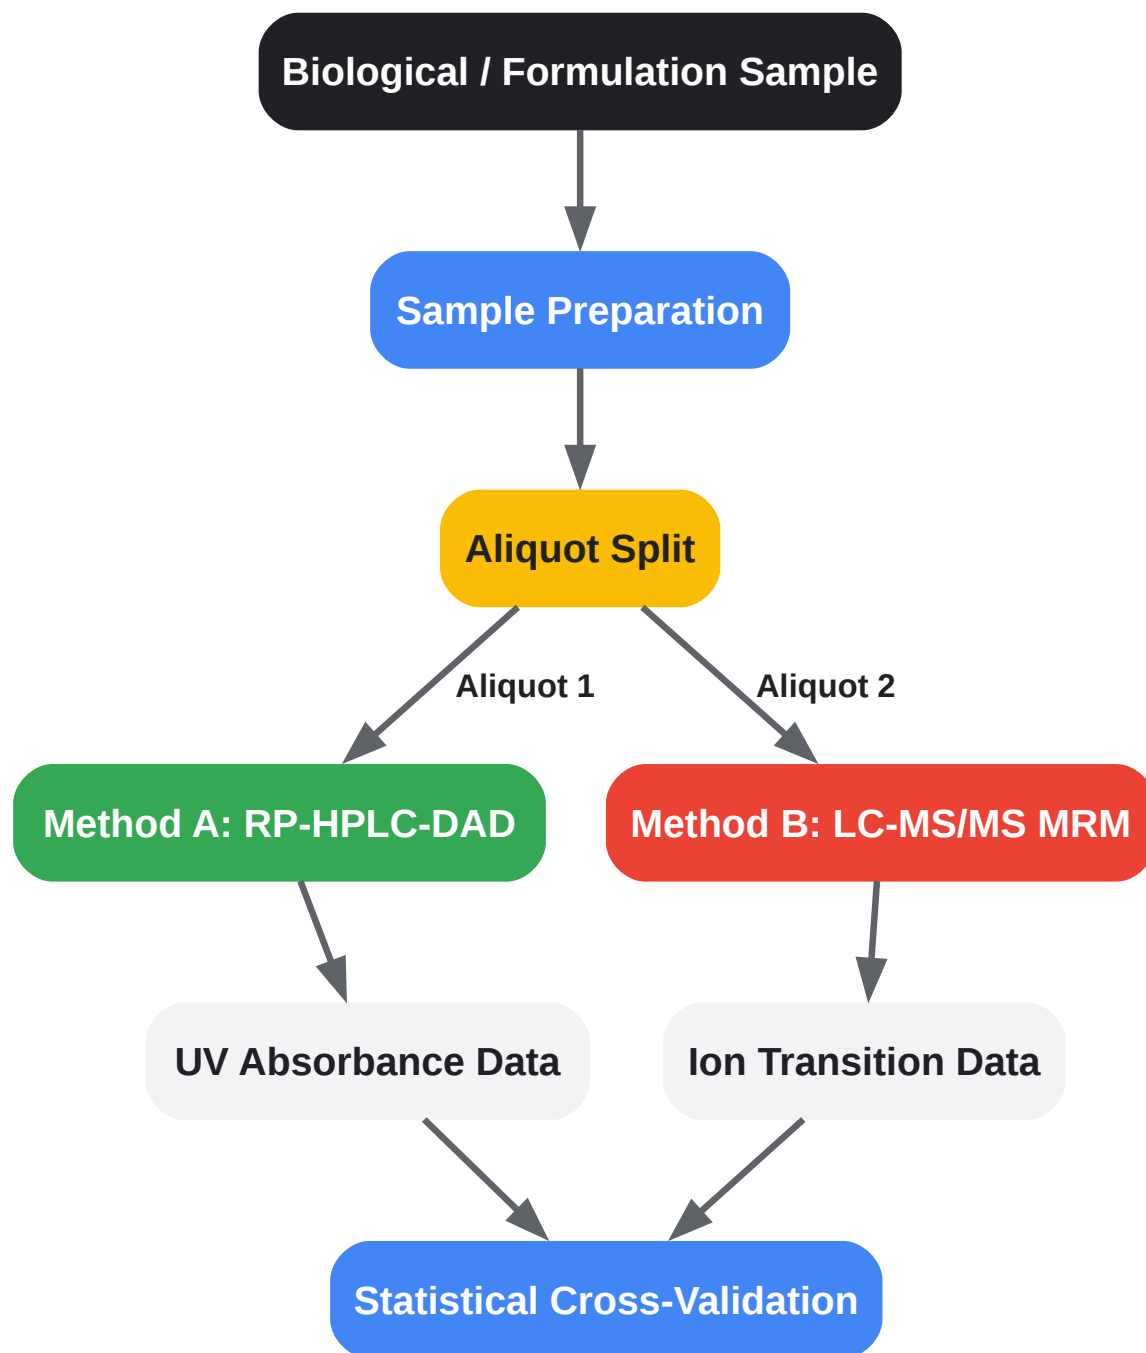 Biological / Formulation Sample
Sample Preparation
Aliquot Split
Aliquot 1
Aliquot 2
Method A: RP-HPLC-DAD
Method B: LC-MS/MS MRM
UV Absorbance Data
Ion Transition Data
Statistical Cross-Validation